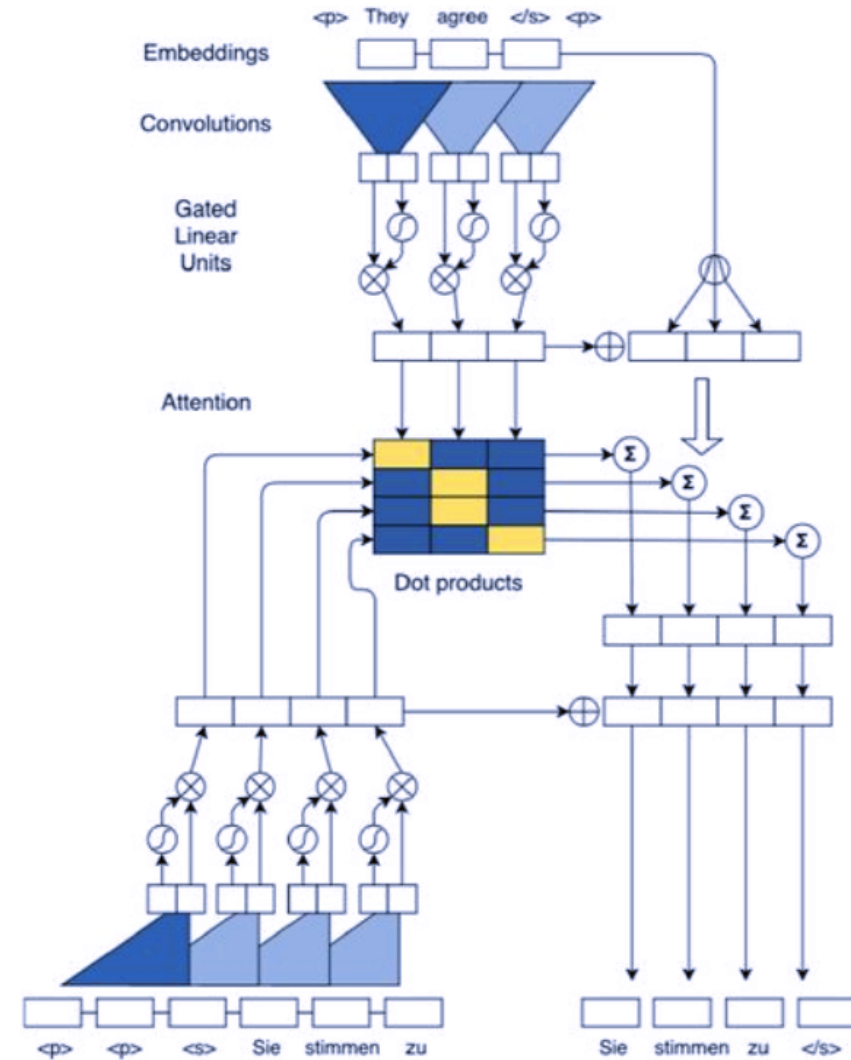 <p> They agree </s> <p>
Embeddings
Convolutions
Gated
Linear
Units
Attention
Σ
Σ
Σ
Σ
Dot products
<p> <p> <s> Sie stimmen zu
Sie stimmen zu </s>